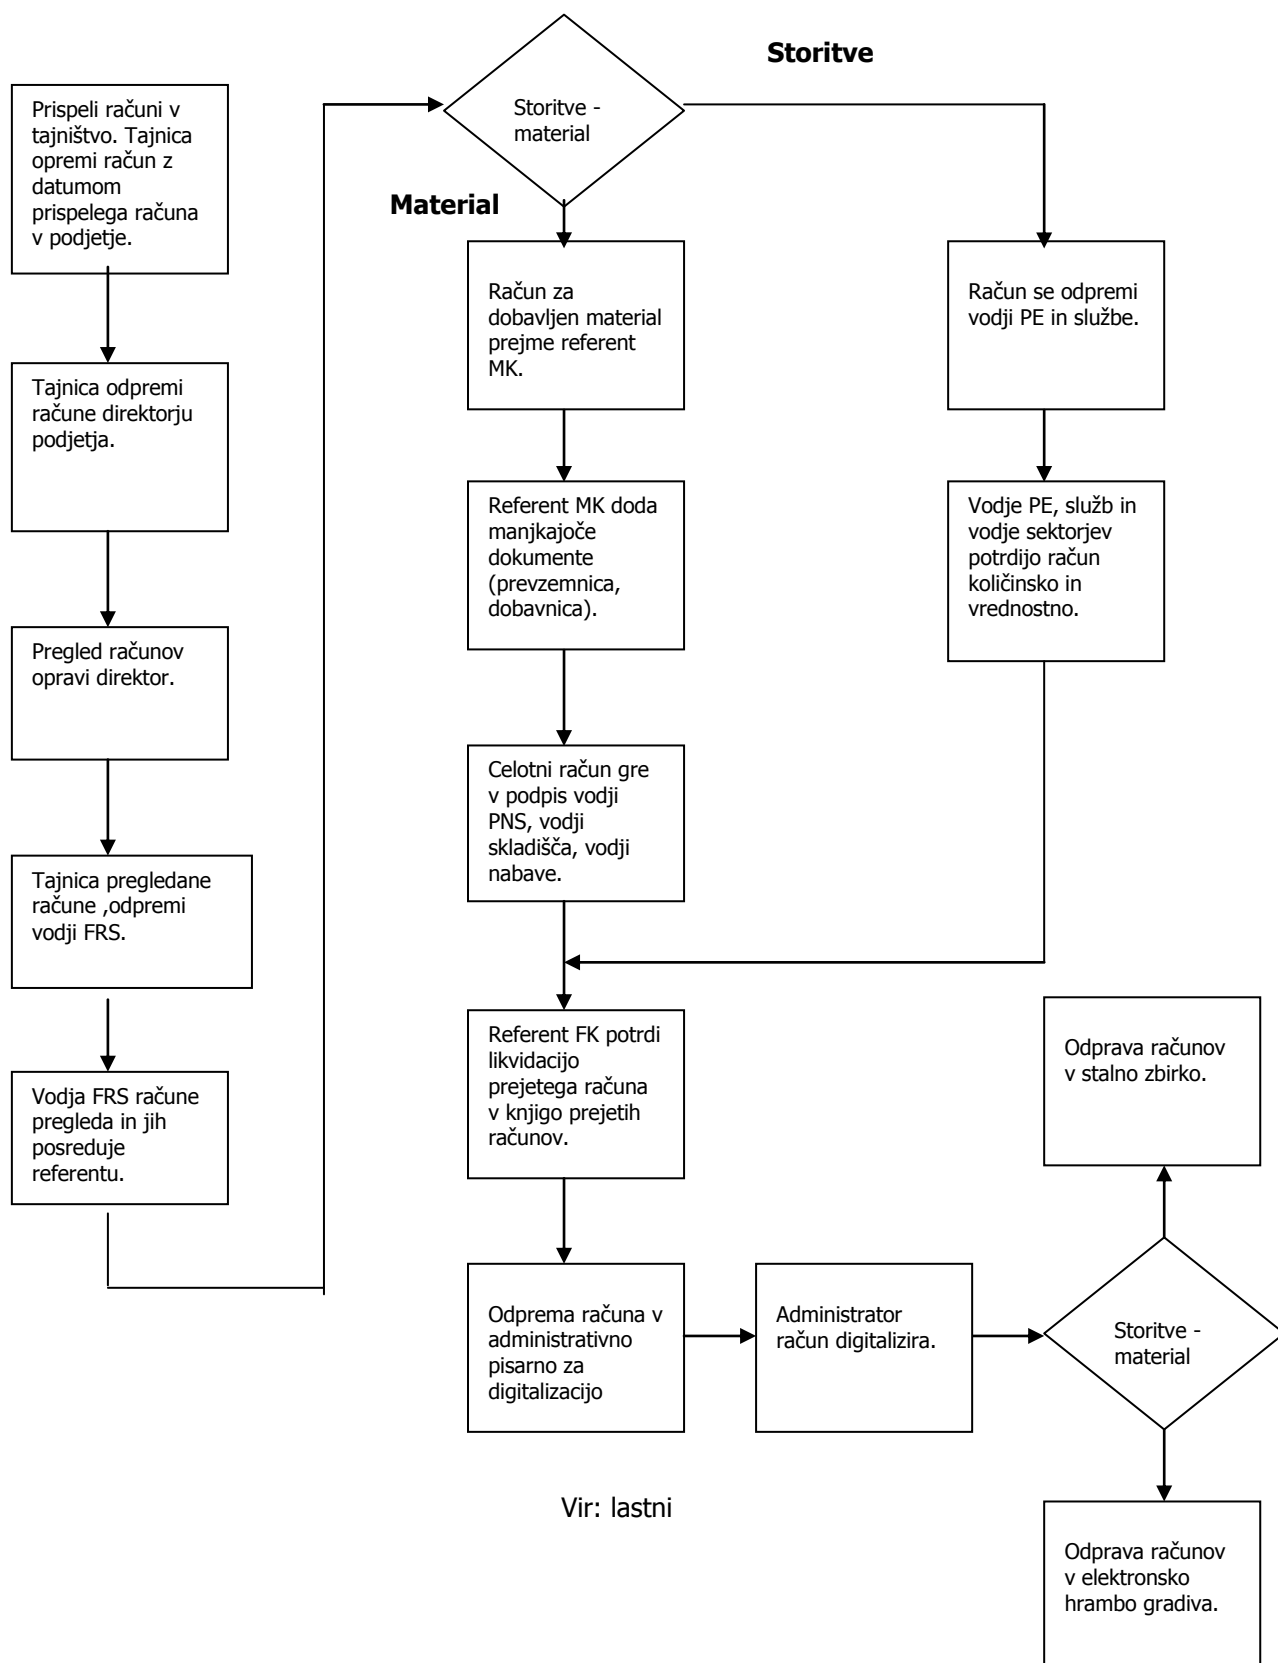 Prispeli računi v
tajništvo. Tajnica
opremi račun z
datumom
prispelega računa
v podjetje.
Tajnica odpremi
račune direktorju
podjetja.
Pregled računov
opravi direktor.
Tajnica pregledane
račune ,odpremi
vodji FRS.
Vodja FRS račune
pregleda in jih
posreduje
referentu.
Storitve -
material
Storitve
Material
Račun za
dobavljen material
prejme referent
MK.
Referent MK doda
manjkajoče
dokumente
(prevzemnica,
dobavnica).
Celotni račun gre
v podpis vodji
PNS, vodji
skladišča, vodji
nabave.
Račun se odpremi
vodji PE in službe.
Vodje PE, služb in
vodje sektorjev
potrdijo račun
količinsko in
vrednostno.
Referent FK potrdi
likvidacijo
prejetega računa
v knjigo prejetih
računov.
Odprema računa v
administrativno
pisarno za
digitalizacijo
Administrator
račun digitalizira.
Storitve -
material
Odprava računov
v stalno zbirko.
Odprava računov
v elektronsko
hrambo gradiva.
Vir: lastni